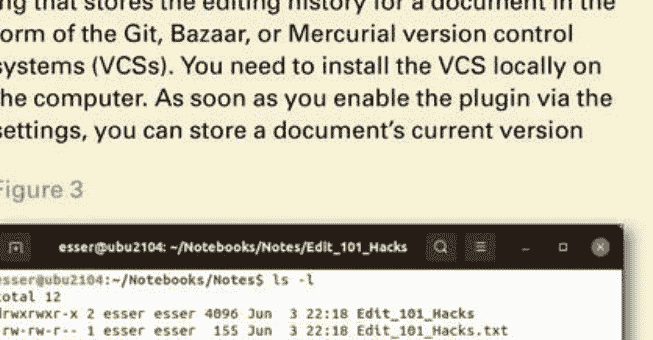 ng that stores the editing history for a document in the
orm of the Git, Bazaar, or Mercurial version control
systems (VCSs). You need to install the VCS locally on
he computer. As soon as you enable the plugin via the
settings, you can store a document's current version
Figure 3
esser@ubu2104: ~/Notebooks/Notes/Edit_101_Hacks
esser@ubu2104:~/Notebooks/Notes$ ls -l
total 12
drwxrwxr-x 2 esser esser 4096 Jun 3 22:18 Edit_101_Hacks
-rw-rw-r-- 1 esser esser 155 Jun 3 22:18 Edit_101_Hacks.txt